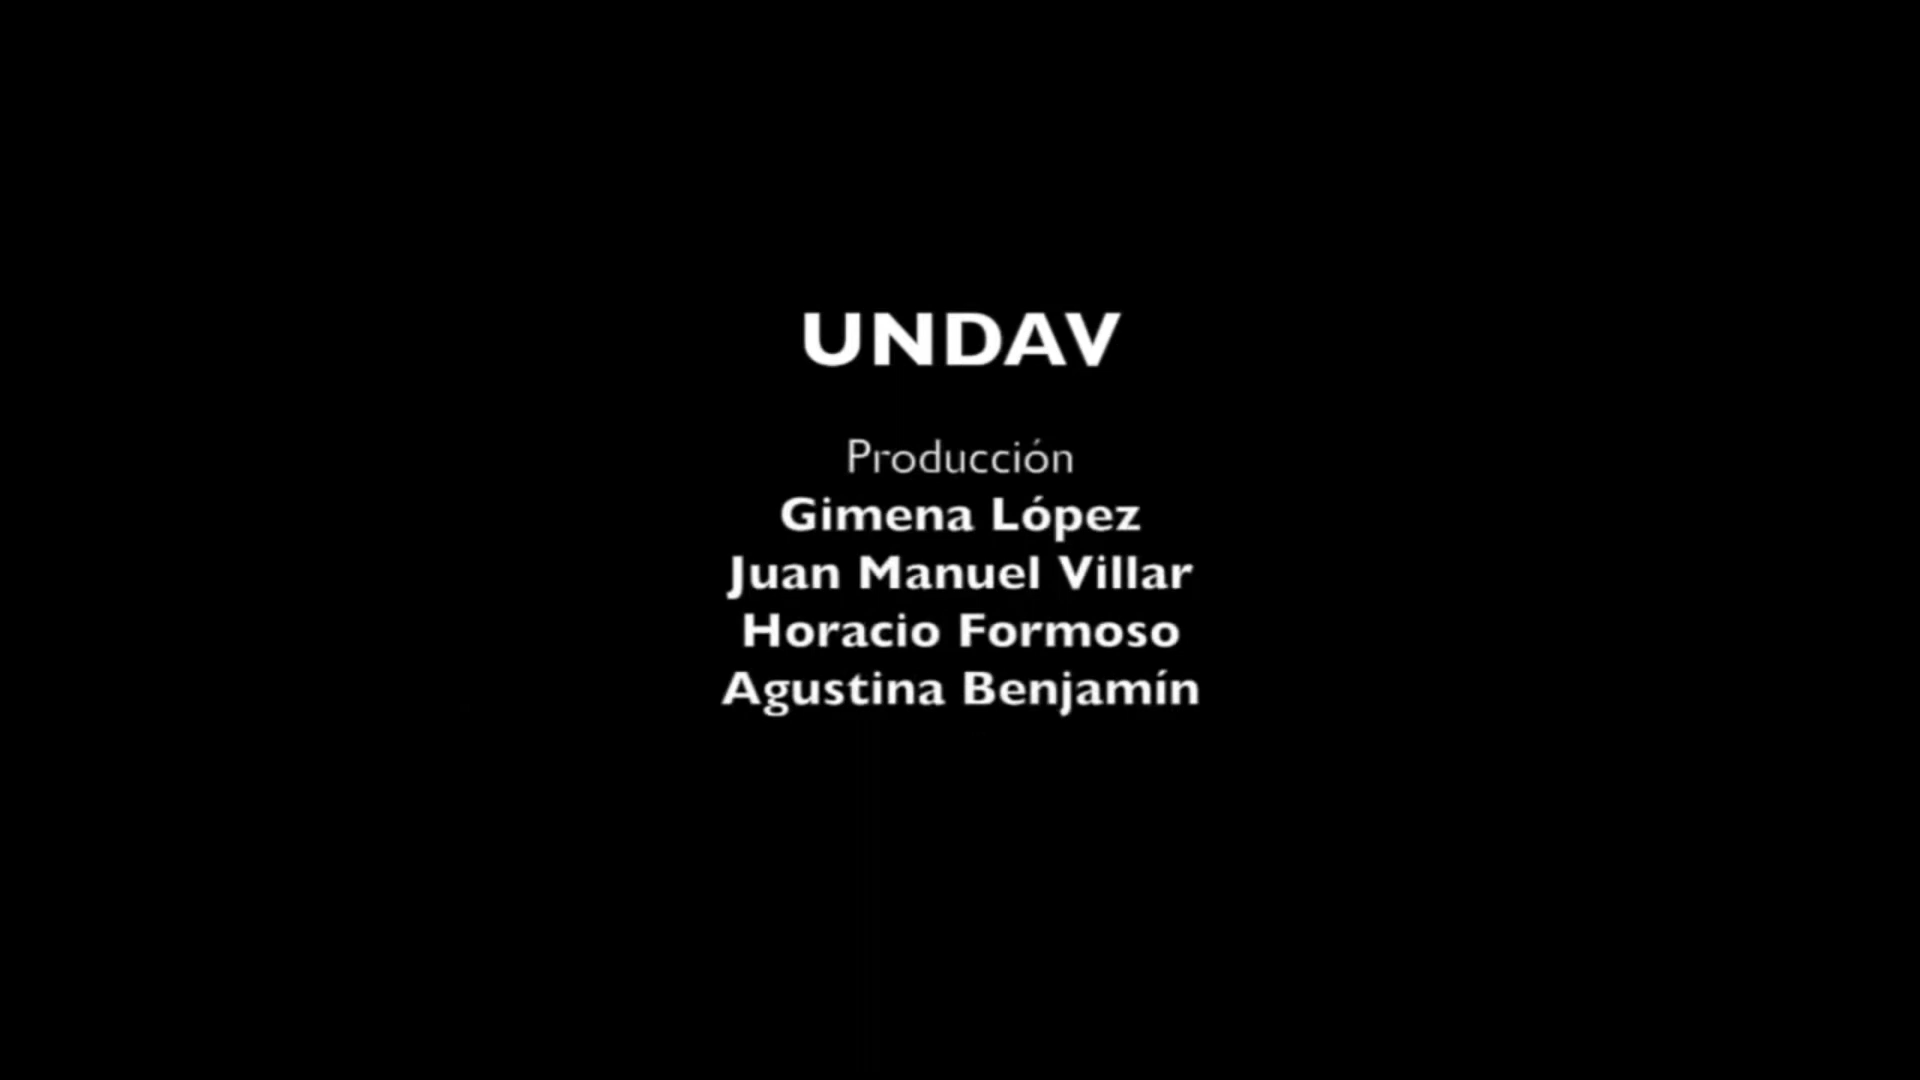 UNDAV
Producción
Gimena López
Juan Manuel Villar
Horacio Formoso
Agustina Benjamín